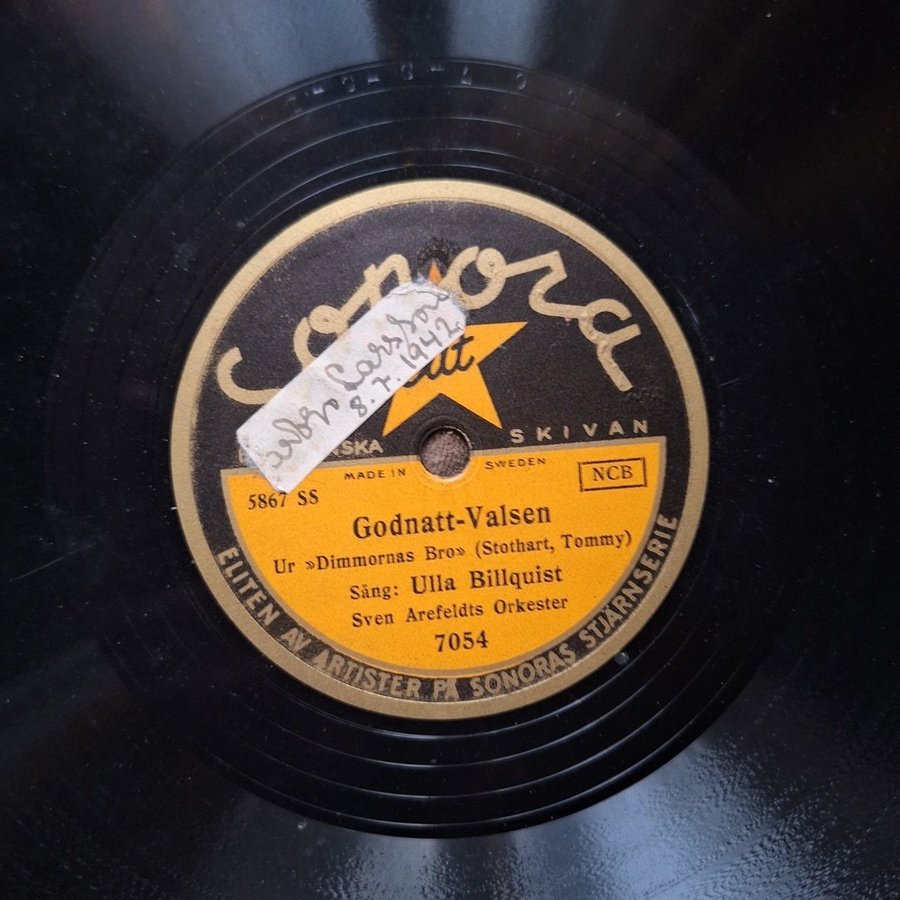 Sonora
Larsson
8.7.1942.
SKIVAN
MADE IN SWEDEN
5867 SS
NCB
Godnatt-Valsen
Ur »Dimmornas Bro» (Stothart, Tommy)
Sång: Ulla Billquist
Sven Arefeldts Orkester
7054
ELITEN AV ARTISTER PÅ SONORAS STJÄRNSERIE